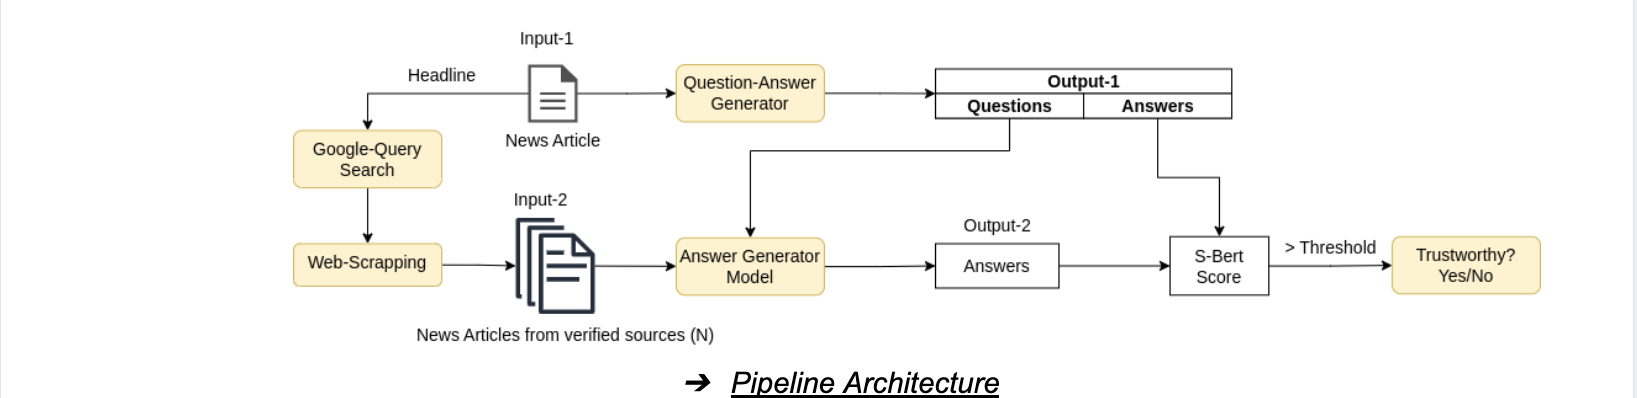 Input-1
Headline
News Article
Question-Answer
Generator
Output-1
Questions
Answers
Google-Query
Search
Web-Scrapping
Input-2
News Articles from verified sources (N)
Answer Generator
Model
Output-2
Answers
S-Bert
Score
> Threshold
Trustworthy?
Yes/No
➔ Pipeline Architecture